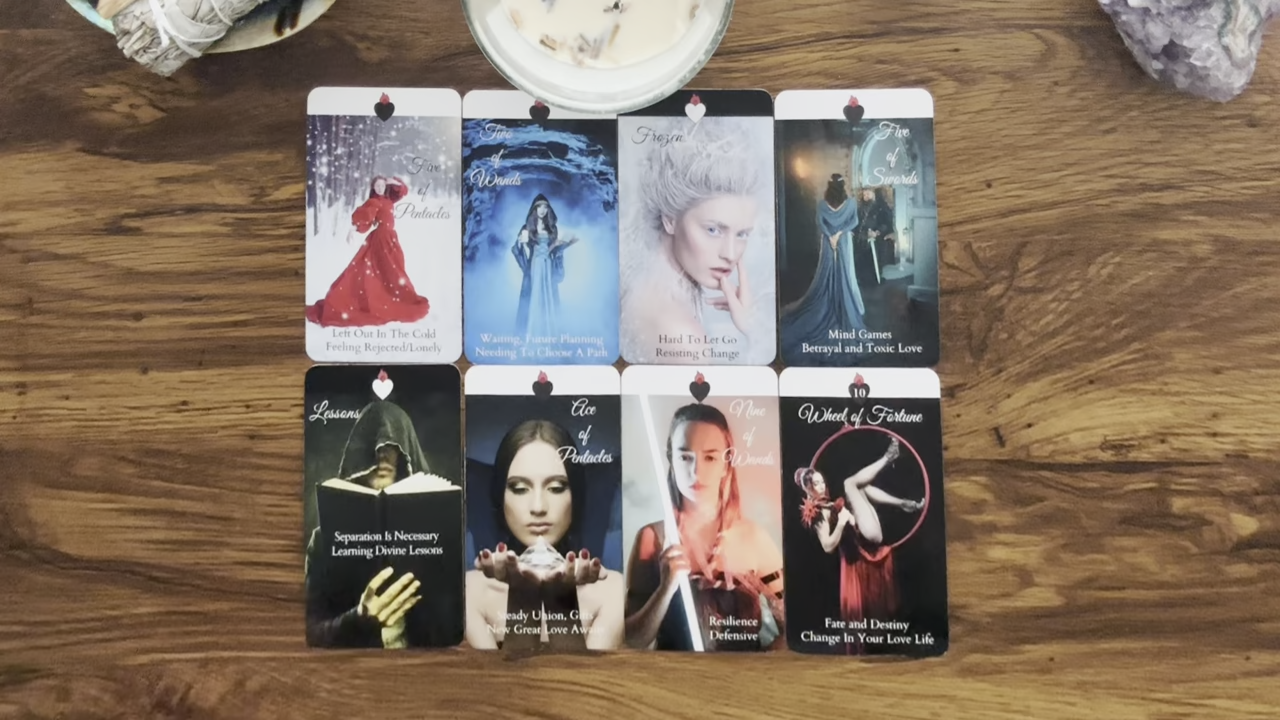 Five
of
Pentacles
Left Out In The Cold
Feeling Rejected/Lonely
Two
of
Wands
Waiting, Future Planning
Needing To Choose A Path
Frozen
Hard To Let Go
Resisting Change
Five
of
Swords
Mind Games
Betrayal and Toxic Love
Lessons
Separation Is Necessary
Learning Divine Lessons
Ace
of
Pentacles
Steady Union,
New Great Love
Nine
of
Wands
Resilience
Defensive
10
Wheel of Fortune
Fate and Destiny
Change In Your Love Life